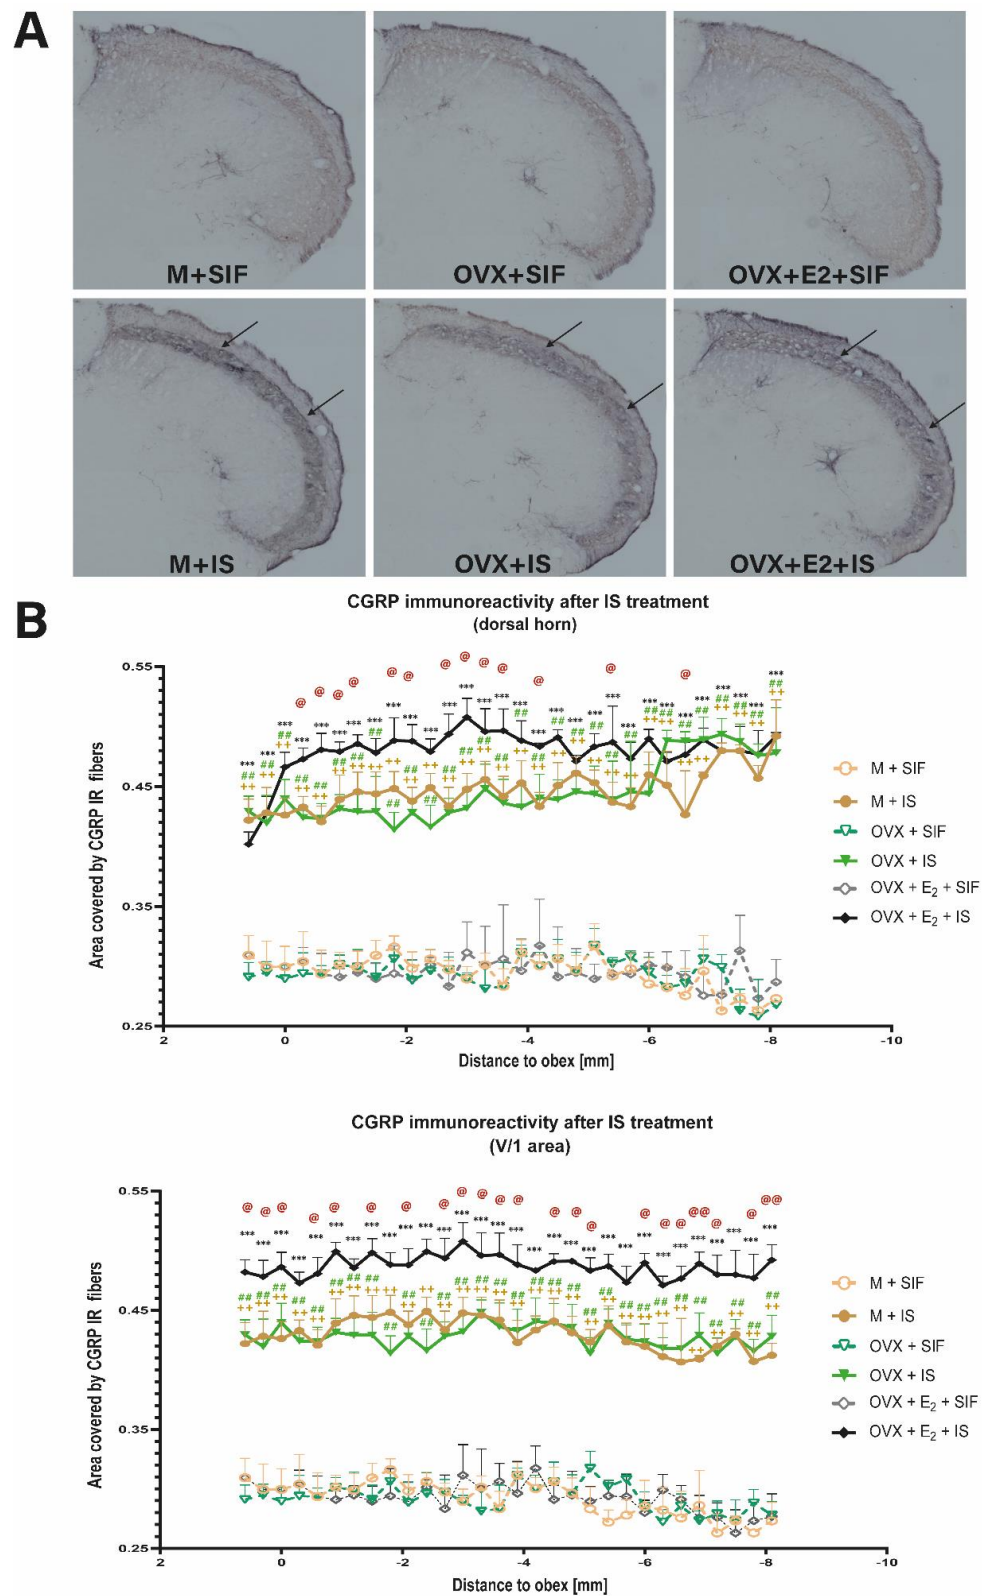 A
M+SIF
OVX+SIF
OVX+E2+SIF
M+IS
OVX+IS
OVX+E2+IS
B
CGRP immunoreactivity after IS treatment
(dorsal horn)
Area covered by CGRP IR fibers
0.55
0.45
0.35
0.25
2
0
-2
-4
-6
-8
-10
Distance to obex [mm]
M + SIF
M + IS
OVX + SIF
OVX + IS
OVX + E₂ + SIF
OVX + E₂ + IS
CGRP immunoreactivity after IS treatment
(V/1 area)
Area covered by CGRP IR fibers
0.55
0.45
0.35
0.25
2
0
-2
-4
-6
-8
-10
Distance to obex [mm]
M + SIF
M + IS
OVX + SIF
OVX + IS
OVX + E₂ + SIF
OVX + E₂ + IS